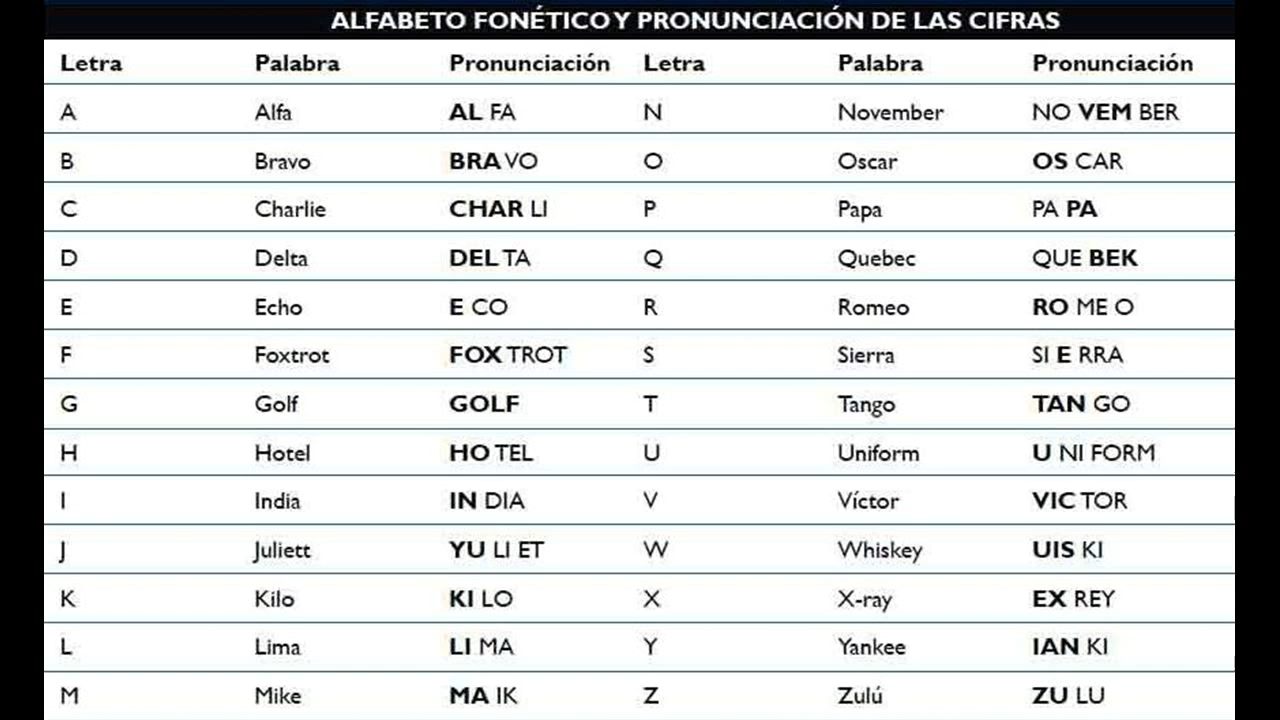 ALFABETO FONÉTICO Y PRONUNCIACIÓN DE LAS CIFRAS
Letra Palabra Pronunciación Letra Palabra Pronunciación
A Alfa AL FA N November NO VEM BER
B Bravo BRA VO O Oscar OS CAR
C Charlie CHAR LI P Papa PA PA
D Delta DEL TA Q Quebec QUE BEK
E Echo E CO R Romeo RO ME O
F Foxtrot FOX TROT S Sierra SI E RRA
G Golf GOLF T Tango TAN GO
H Hotel HO TEL U Uniform U NI FORM
I India IN DIA V Víctor VIC TOR
J Juliett YU LI ET W Whiskey UIS KI
K Kilo KI LO X X-ray EX REY
L Lima LI MA Y Yankee IAN KI
M Mike MA IK Z Zulú ZU LU